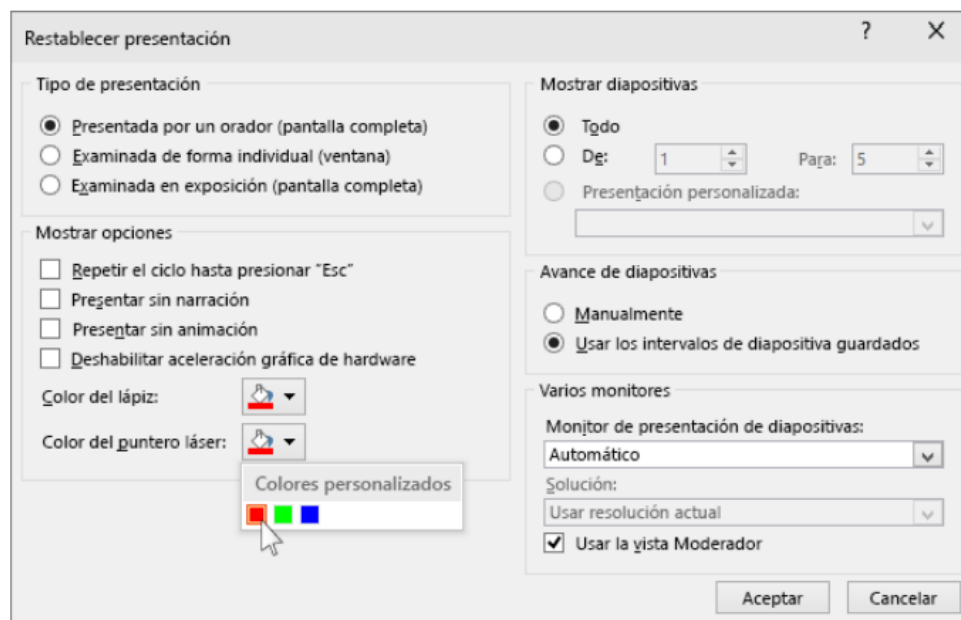 Restablecer presentación
?
Tipo de presentación
Presentada por un orador (pantalla completa)
Examinada de forma individual (ventana)
Examinada en exposición (pantalla completa)
Mostrar opciones
Repetir el ciclo hasta presionar “Esc”
Presentar sin narración
Presentar sin animación
Deshabilitar aceleración gráfica de hardware
Color del lápiz:
Color del puntero láser:
Colores personalizados
Mostrar diapositivas
Todo
De: 1 Para: 5
Presentación personalizada:
Avance de diapositivas
Manualmente
Usar los intervalos de diapositiva guardados
Varios monitores
Monitor de presentación de diapositivas:
Automático
Solución:
Usar resolución actual
Usar la vista Moderador
Aceptar Cancelar